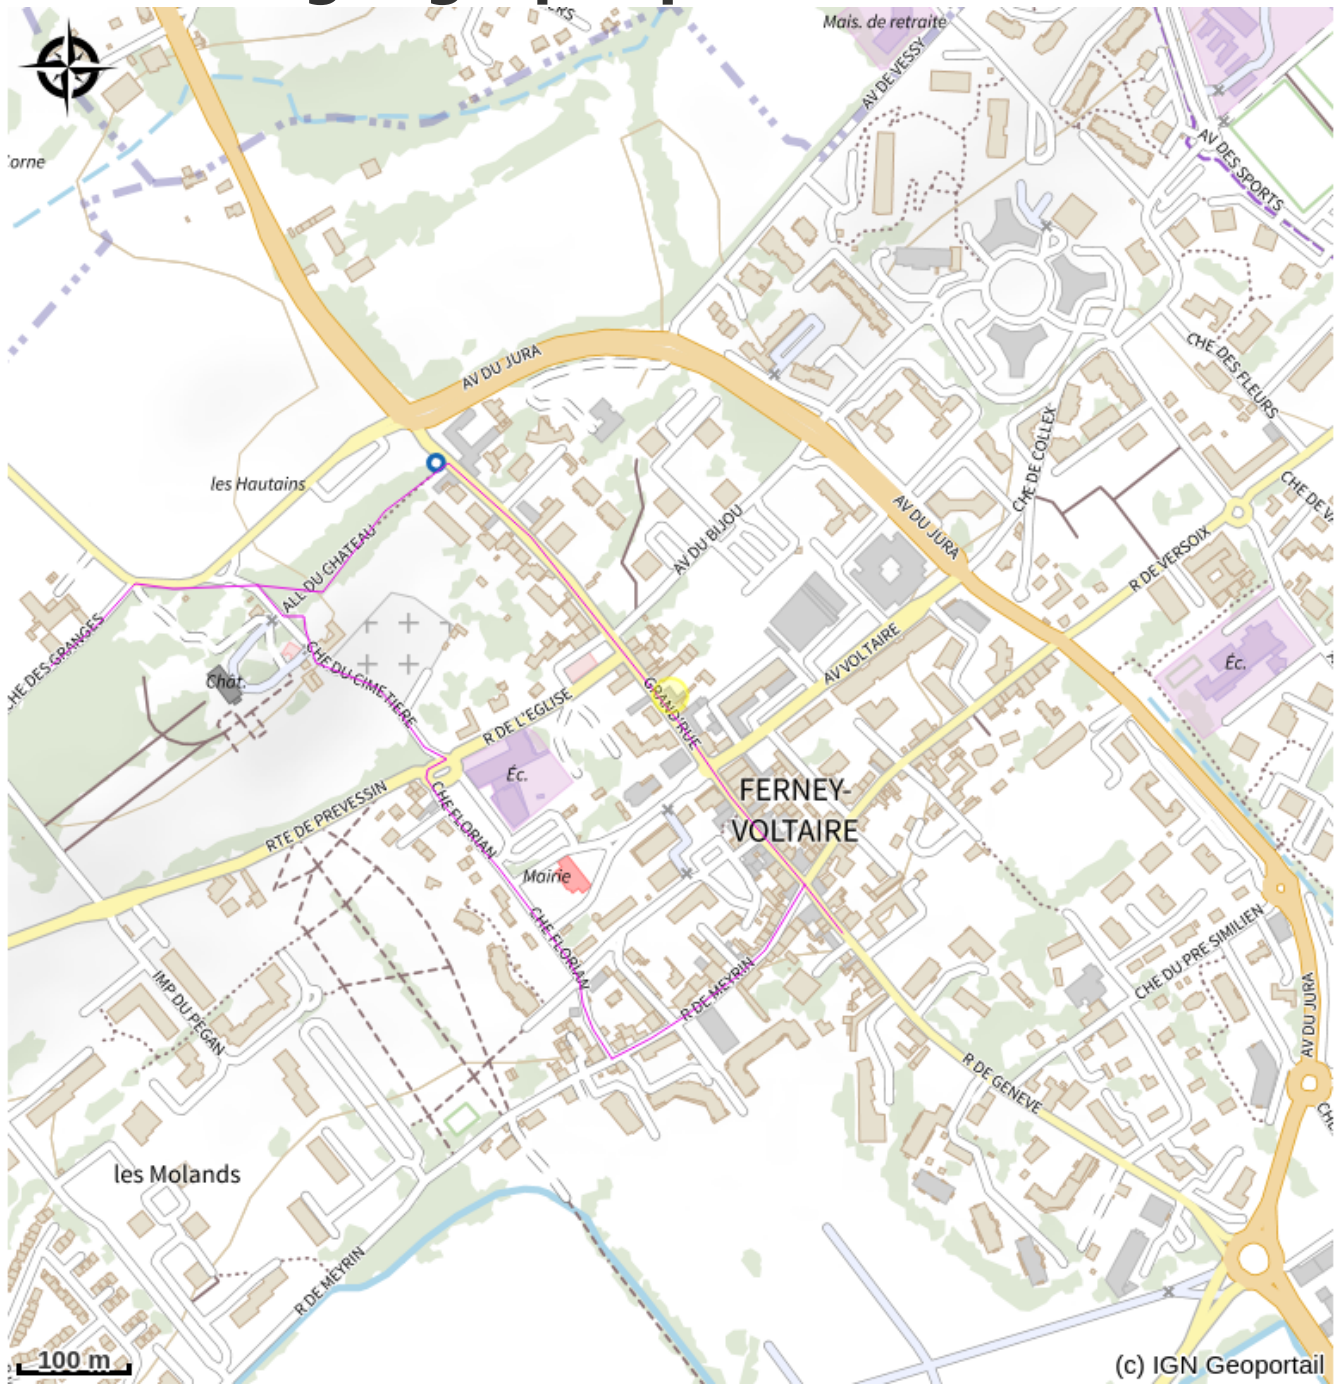 ERS
Mais. de retraite
AV DE VESSY
AV DES SPORTS
orne
AV DU JURA
CHE DES FLEURS
CHE DE COLLEX
les Hautains
CHE DE VA
AV DU JURA
R DE VERSOIX
AV DU BIJOU
ALL DU CHATEAU
CHE DES GRANGES
CHE DU CIMETIERE
Chât.
AV VOLTAIRE
Éc.
GRAND'RUE
R DE L'EGLISE
Éc.
FERNEY-
VOLTAIRE
RTE DE PREVESSIN
CHE FLORIAN
Mairie
CHE FLORIAN
CHE DU PRE SIMILIEN
R DE MEYRIN
IMP DU PEGAN
AV DU JURA
R DE GENEVE
CHE
les Molands
R DE MEYRIN
100 m
(c) IGN Geoportail